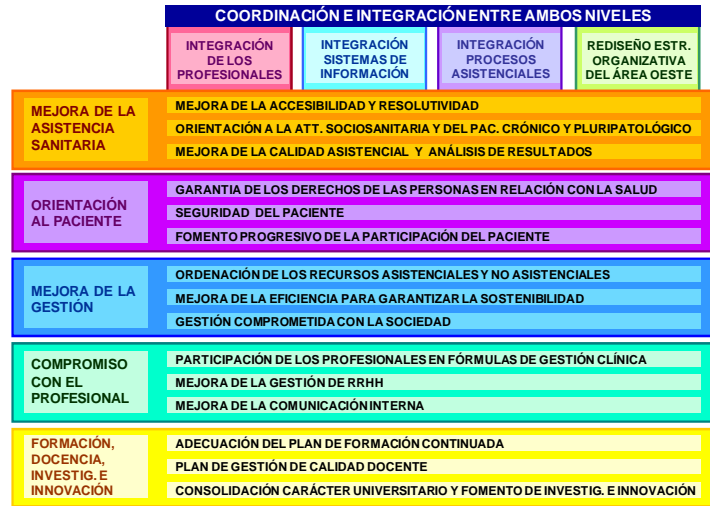 COORDINACIÓN E INTEGRACIÓN ENTRE AMBOS NIVELES
INTEGRACIÓN
DE LOS
PROFESIONALES
INTEGRACIÓN
SISTEMAS DE
INFORMACIÓN
INTEGRACIÓN
PROCESOS
ASISTENCIALES
REDISEÑO ESTR.
ORGANIZATIVA
DEL ÁREA OESTE
MEJORA DE LA
ASISTENCIA
SANITARIA
MEJORA DE LA ACCESIBILIDAD Y RESOLUTIVIDAD
ORIENTACIÓN A LA ATT. SOCIOSANITARIA Y DEL PAC. CRÓNICO Y PLURIPATOLÓGICO
MEJORA DE LA CALIDAD ASISTENCIAL Y ANÁLISIS DE RESULTADOS
ORIENTACIÓN
AL PACIENTE
GARANTIA DE LOS DERECHOS DE LAS PERSONAS EN RELACIÓN CON LA SALUD
SEGURIDAD DEL PACIENTE
FOMENTO PROGRESIVO DE LA PARTICIPACIÓN DEL PACIENTE
MEJORA DE LA
GESTIÓN
ORDENACIÓN DE LOS RECURSOS ASISTENCIALES Y NO ASISTENCIALES
MEJORA DE LA EFICIENCIA PARA GARANTIZAR LA SOSTENIBILIDAD
GESTIÓN COMPROMETIDA CON LA SOCIEDAD
COMPROMISO
CON EL
PROFESIONAL
PARTICIPACIÓN DE LOS PROFESIONALES EN FÓRMULAS DE GESTIÓN CLÍNICA
MEJORA DE LA GESTIÓN DE RRHH
MEJORA DE LA COMUNICACIÓN INTERNA
FORMACIÓN,
DOCENCIA,
INVESTIG. E
INNOVACIÓN
ADECUACIÓN DEL PLAN DE FORMACIÓN CONTINUADA
PLAN DE GESTIÓN DE CALIDAD DOCENTE
CONSOLIDACIÓN CARÁCTER UNIVERSITARIO Y FOMENTO DE INVESTIG. E INNOVACIÓN